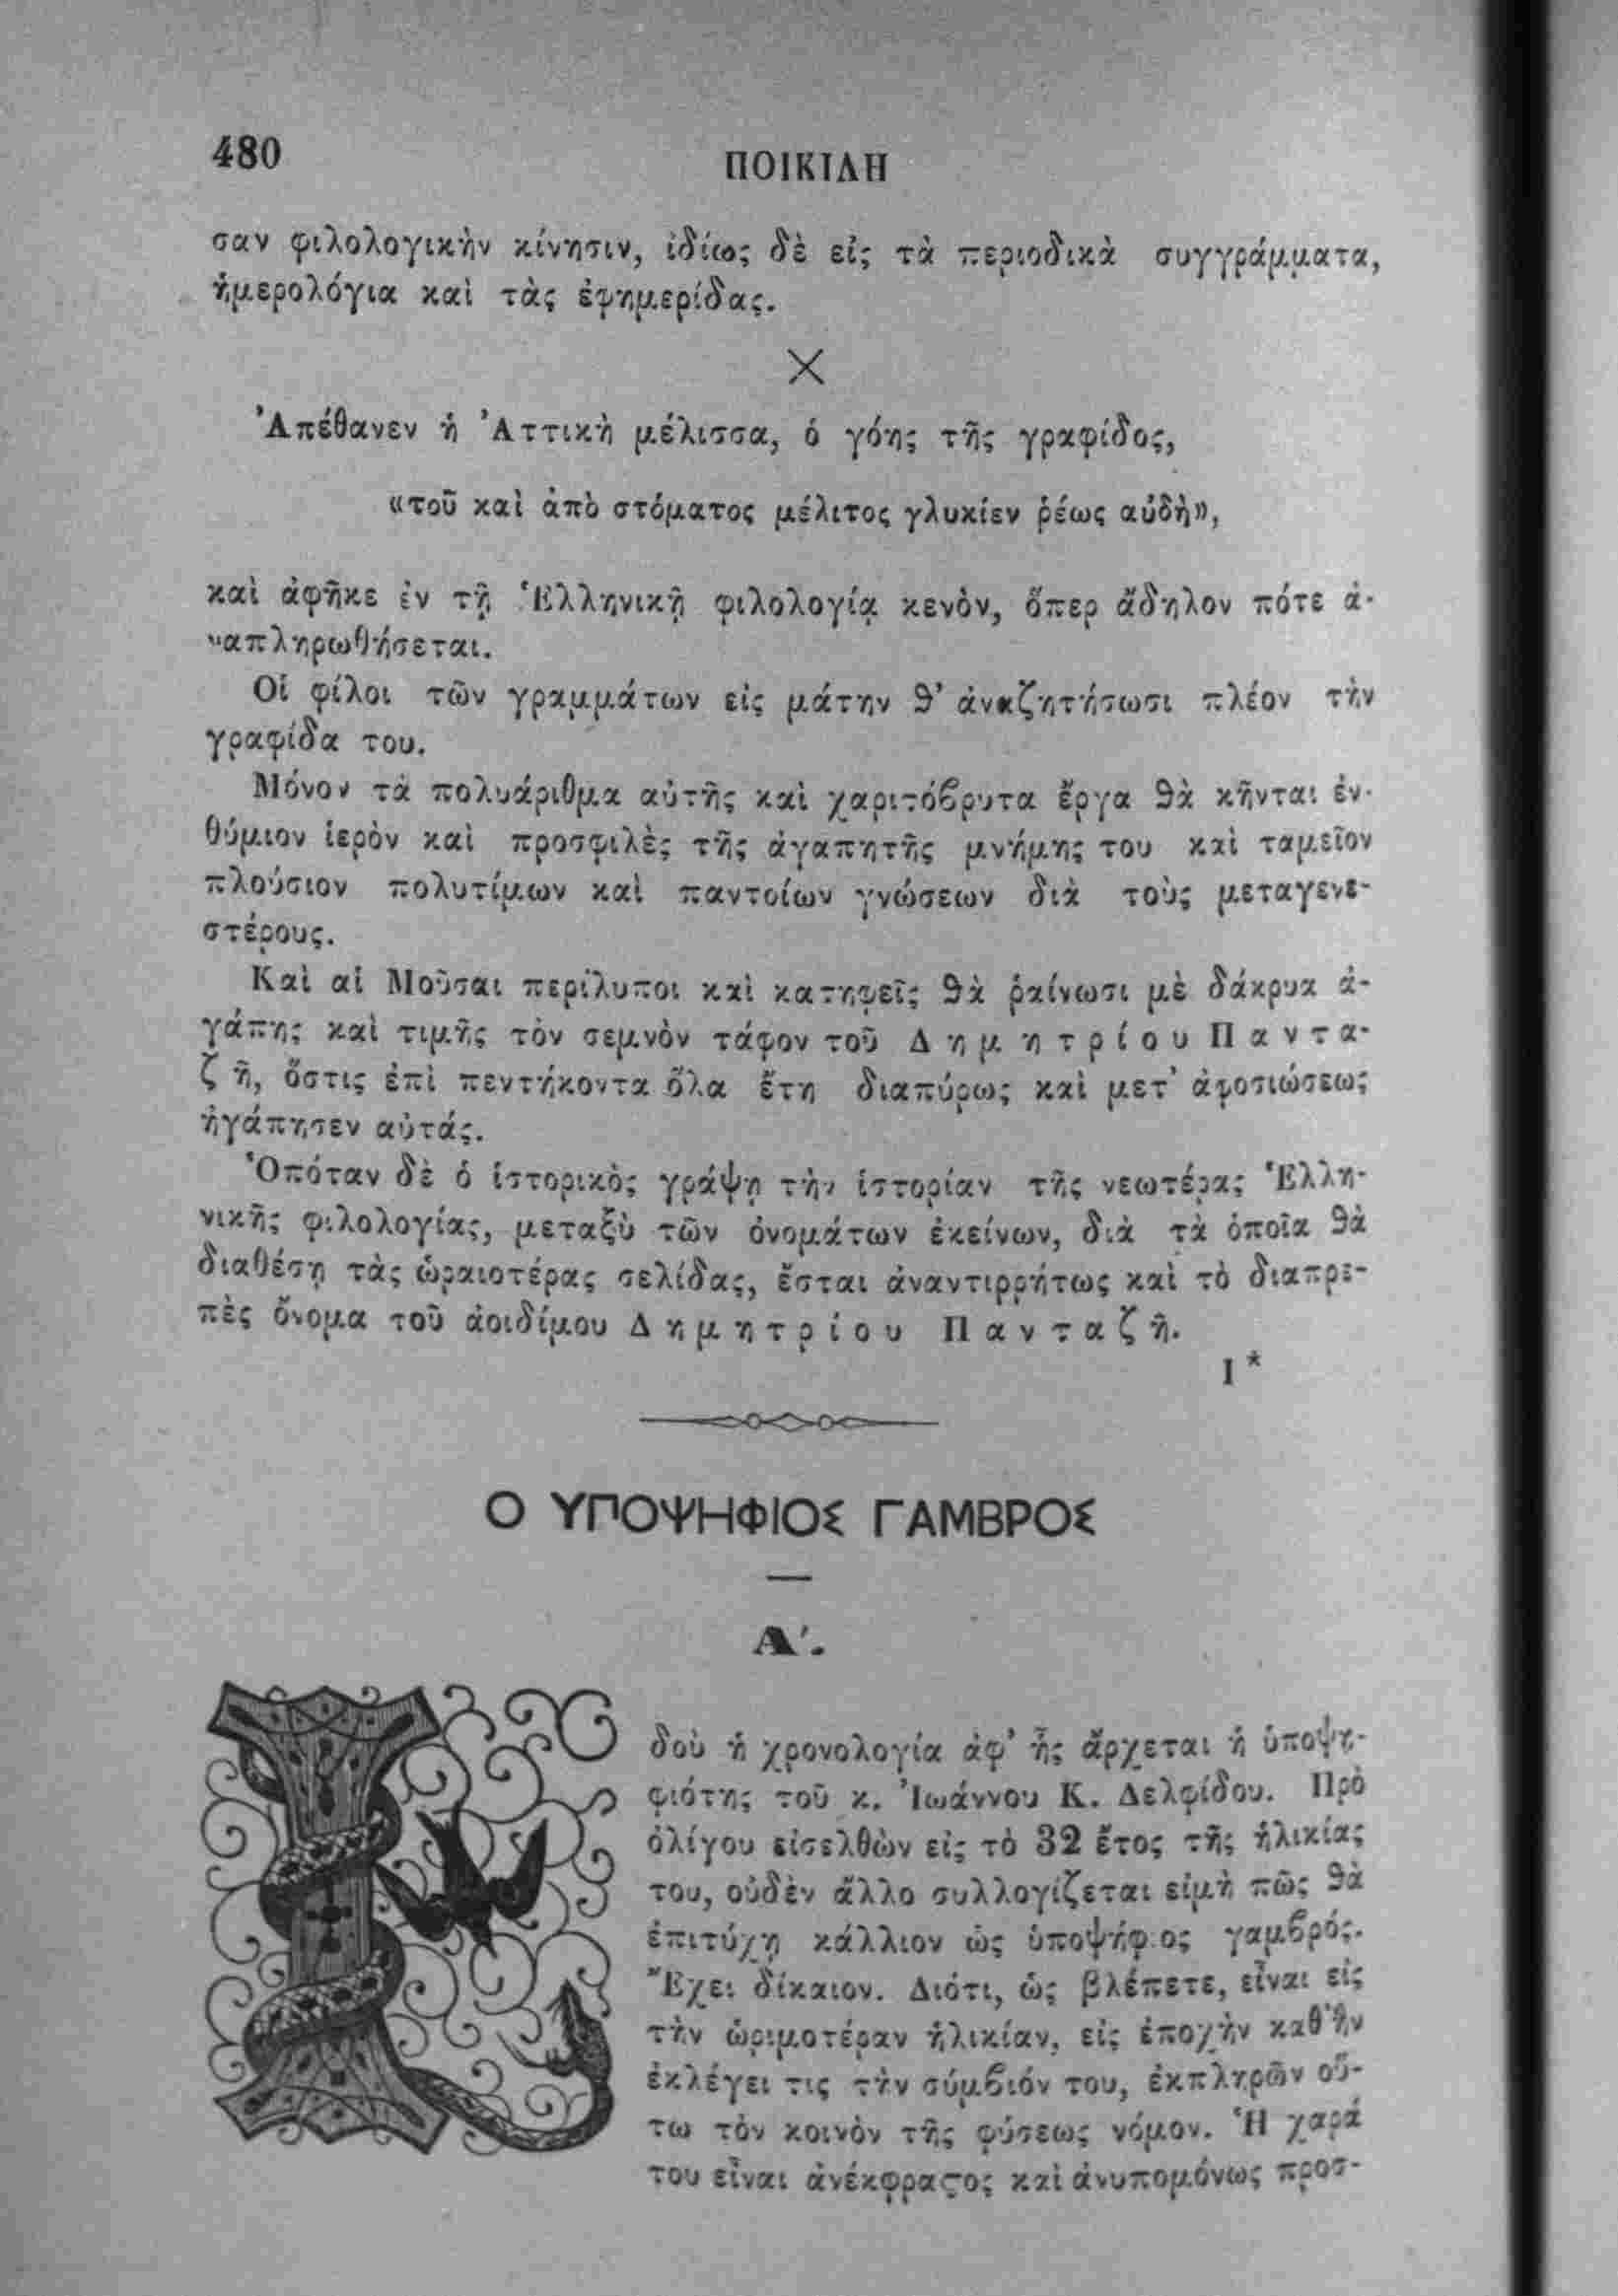 480
ΠΟΙΚΙΛΗ
σαν φιλολογικὴν κίνησιν, ἰδίως δὲ εἰς τὰ περιοδικὰ συγγράμματα,
ἡμερολόγια καὶ τὰς ἐφημερίδας.
×
Ἀπέθανεν ἡ Ἀττικὴ μέλισσα, ὁ γόης τῆς γραφίδος,
«τοῦ καὶ ἀπὸ στόματος μέλιτος γλυκίεν ῥέως αὐδὴ»,
καὶ ἀφῆκε ἐν τῇ Ἑλληνικῇ φιλολογίᾳ κενὸν, ὅπερ ἄδηλον πότε ἀ-
ναπληρωθήσεται.
Οἱ φίλοι τῶν γραμμάτων εἰς μάτην θ' ἀναζητήσωσι πλέον τὴν
γραφίδα του.
Μόνον τὰ πολυάριθμα αὐτῆς καὶ χαριτόβρυτα ἔργα θὰ κῆνται ἐν-
θύμιον ἱερὸν καὶ προσφιλὲς τῆς ἀγαπητῆς μνήμης του καὶ ταμεῖον
πλούσιον πολυτίμων καὶ παντοίων γνώσεων διὰ τοὺς μεταγενε-
στέρους.
Καὶ αἱ Μοῦσαι περίλυποι καὶ κατηφεῖς θὰ ῥαίνωσι μὲ δάκρυα ἀ-
γάπης καὶ τιμῆς τὸν σεμνὸν τάφον τοῦ Δημητρίου Παντα-
ζῆ, ὅστις ἐπὶ πεντήκοντα ὅλα ἔτη διαπύρως καὶ μετ' ἀφοσιώσεως
ἠγάπησεν αὐτάς.
Ὁπόταν δὲ ὁ ἱστορικὸς γράψῃ τὴν ἱστορίαν τῆς νεωτέρας Ἑλλη-
νικῆς φιλολογίας, μεταξὺ τῶν ὀνομάτων ἐκείνων, διὰ τὰ ὁποῖα θὰ
διαθέσῃ τὰς ὡραιοτέρας σελίδας, ἔσται ἀναντιρρήτως καὶ τὸ διαπρε-
πὲς ὄνομα τοῦ ἀοιδίμου Δημητρίου Πανταζῆ.
Ι*
Ο ΥΠΟΨΗΦΙΟΣ ΓΑΜΒΡΟΣ
Α'.
Ιδοὺ ἡ χρονολογία ἀφ' ἧς ἄρχεται ἡ ὑποψη-
φιότης τοῦ κ. Ἰωάννου Κ. Δελφίδου. Πρὸ
ὀλίγου εἰσελθὼν εἰς τὸ 32 ἔτος τῆς ἡλικίας
του, οὐδὲν ἄλλο συλλογίζεται εἰμὴ πῶς θὰ
ἐπιτύχῃ κάλλιον ὡς ὑποψήφιος γαμβρός.
Ἔχει δίκαιον. Διότι, ὡς βλέπετε, εἶναι εἰς
τὴν ὡριμοτέραν ἡλικίαν, εἰς ἐποχὴν καθ' ἣν
ἐκλέγει τις τὴν σύμβιόν του, ἐκπληρῶν οὕ-
τω τὸν κοινὸν τῆς φύσεως νόμον. Ἡ χαρά
του εἶναι ἀνέκφραστος καὶ ἀνυπομόνως προσ-